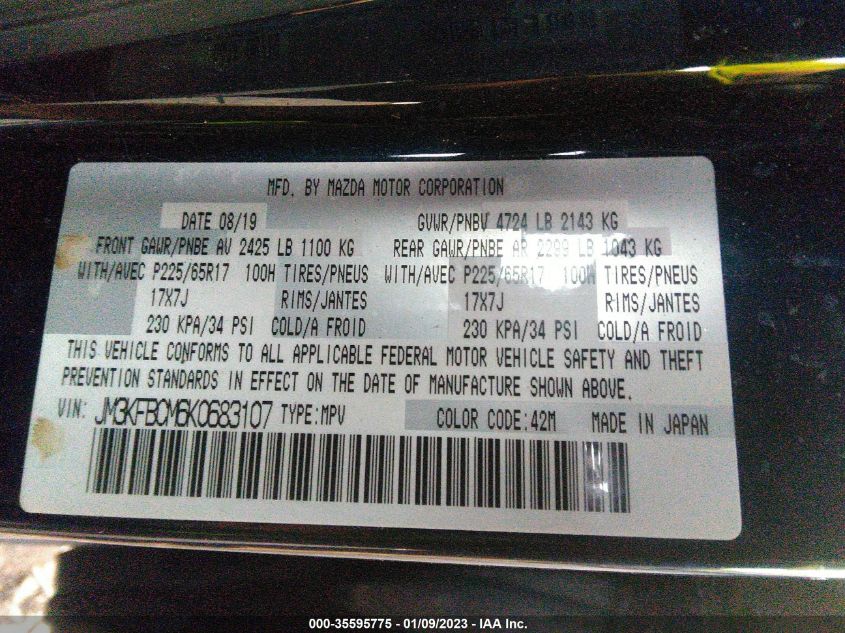 MFD. BY MAZDA MOTOR CORPORATION
DATE 08/19 GVWR/PNBV 4724 LB 2143 KG
FRONT GAWR/PNBE AV 2425 LB 1100 KG REAR GAWR/PNBE AR 2299 LB 1043 KG
WITH/AVEC P225/65R17 100H TIRES/PNEUS WITH/AVEC P225/65R17 100H TIRES/PNEUS
17X7J RIMS/JANTES 17X7J RIMS/JANTES
230 KPA/34 PSI COLD/A FROID 230 KPA/34 PSI COLD/A FROID
THIS VEHICLE CONFORMS TO ALL APPLICABLE FEDERAL MOTOR VEHICLE SAFETY AND THEFT
PREVENTION STANDARDS IN EFFECT ON THE DATE OF MANUFACTURE SHOWN ABOVE.
VIN: JM3KFBCM6K0683107 TYPE:MPV COLOR CODE:42M MADE IN JAPAN
000-35595775 - 01/09/2023 - IAA Inc.